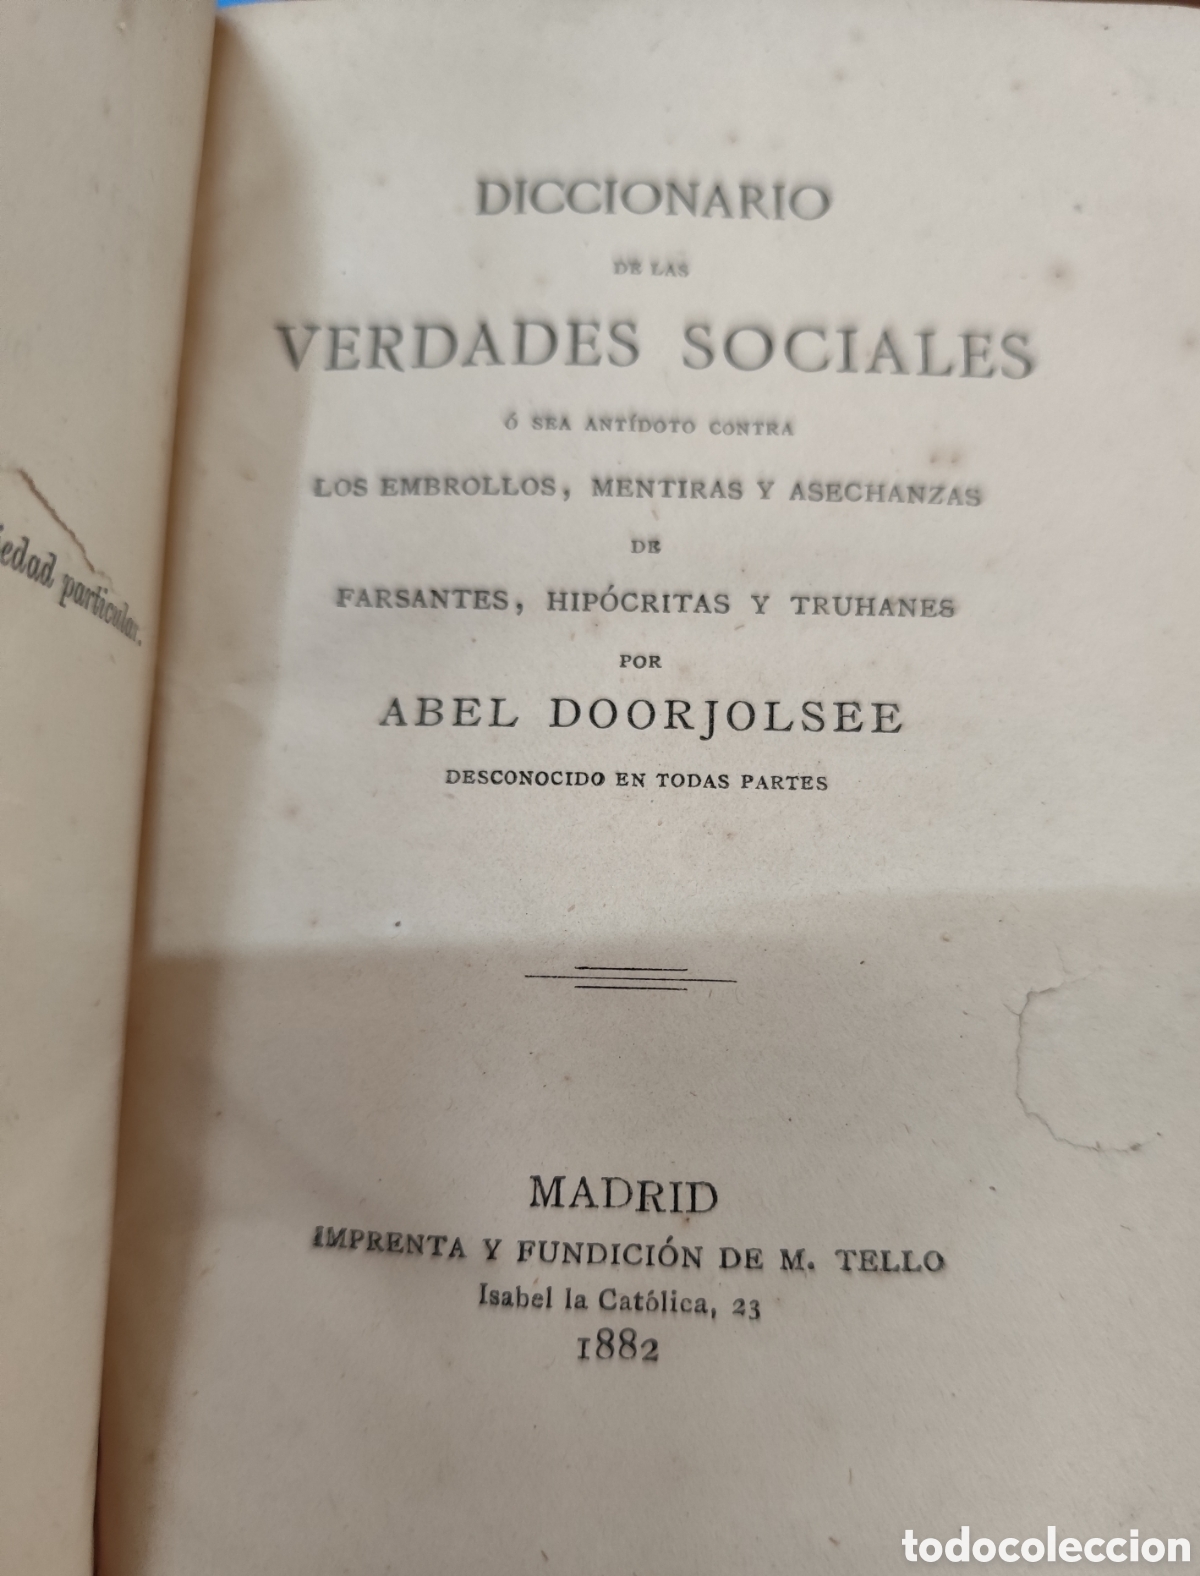 iedad particular.
DICCIONARIO
DE LAS
VERDADES SOCIALES
Ó SEA ANTÍDOTO CONTRA
LOS EMBROLLOS, MENTIRAS Y ASECHANZAS
DE
FARSANTES, HIPÓCRITAS Y TRUHANES
POR
ABEL DOORJOLSEE
DESCONOCIDO EN TODAS PARTES
MADRID
IMPRENTA Y FUNDICIÓN DE M. TELLO
Isabel la Católica, 23
1882
todocoleccion